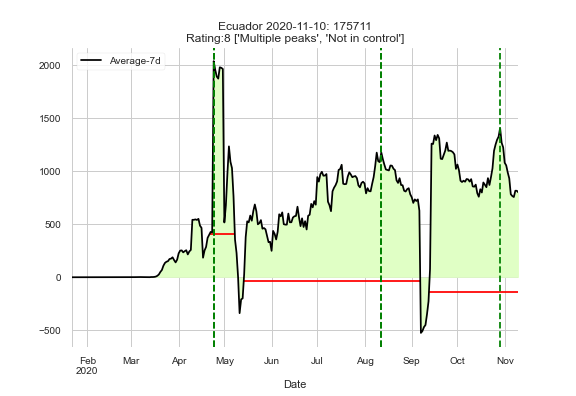 Ecuador 2020-11-10: 175711
Rating:8 ['Multiple peaks', 'Not in control']
Average-7d
2000
1500
1000
500
0
−500
Feb Mar Apr May Jun Jul Aug Sep Oct Nov
2020
Date